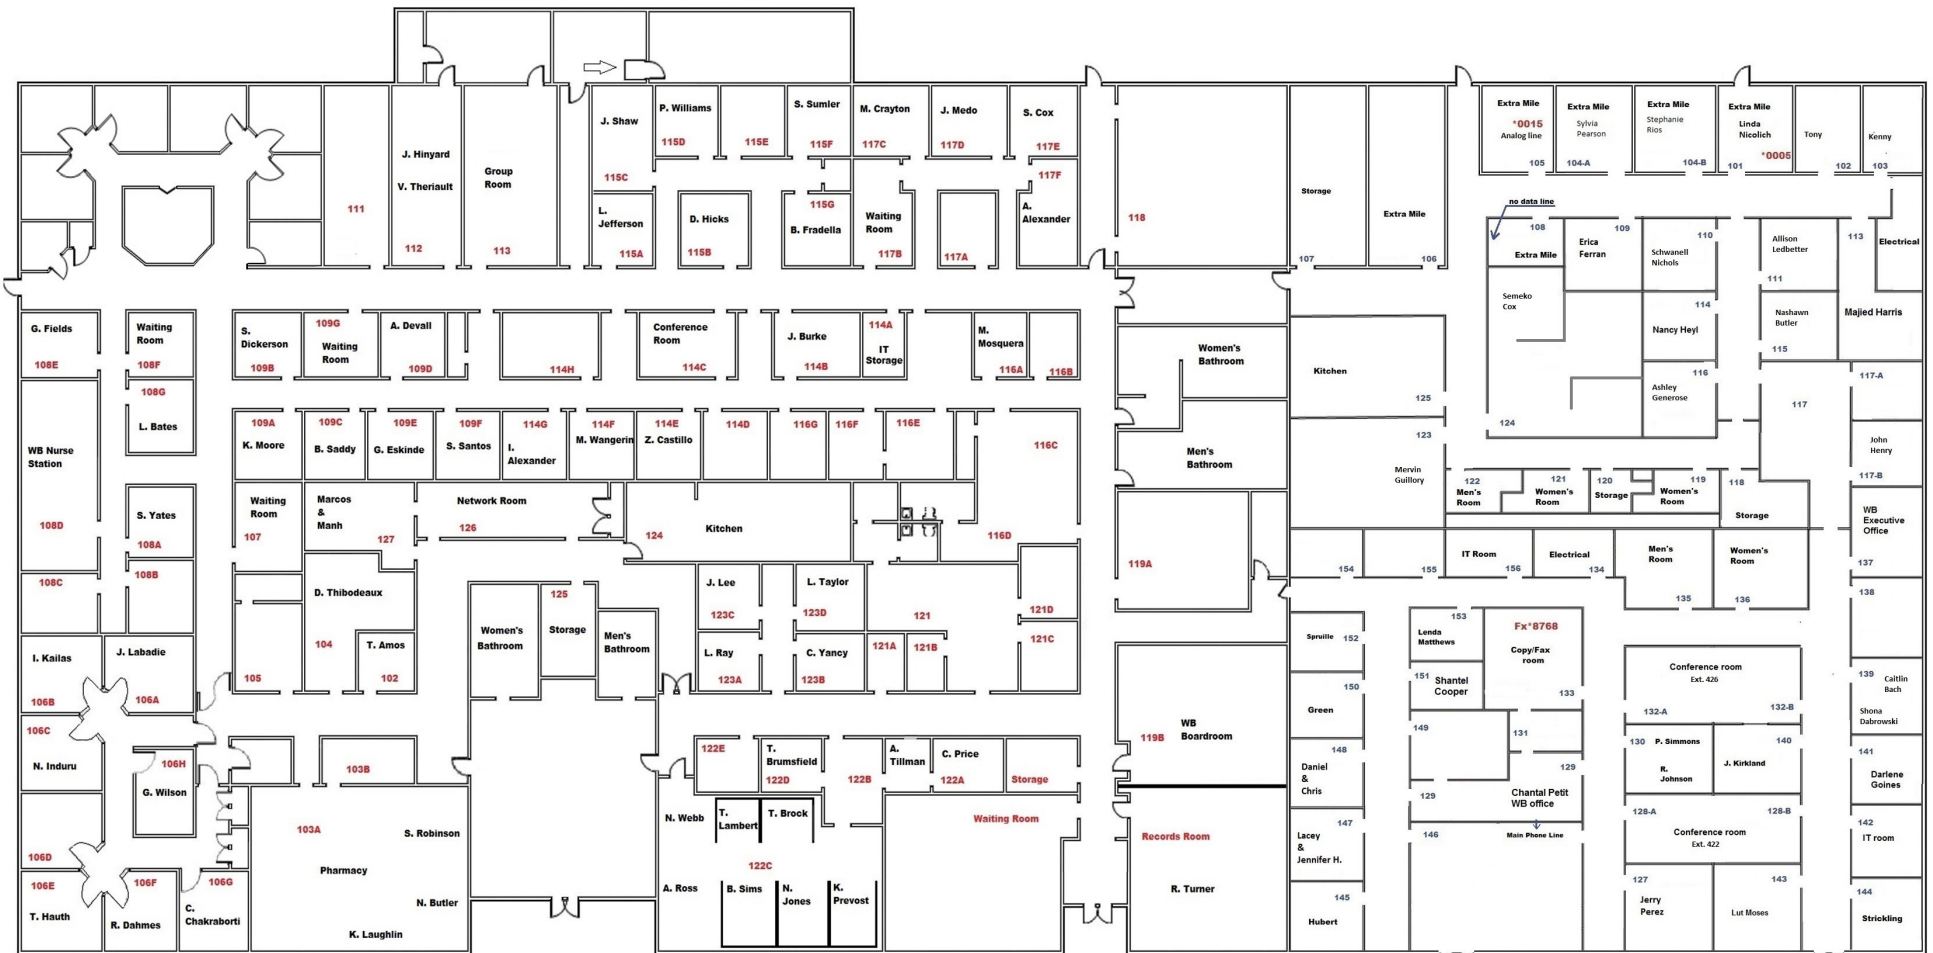 P. Williams
115D
115E
S. Sumler
115F
M. Crayton
117C
J. Medo
117D
S. Cox
117E
J. Shaw
115C
J. Hinyard
V. Theriault
112
111
Group
Room
113
L.
Jefferson
115A
D. Hicks
115B
115G
B. Fradella
Waiting
Room
117B
117A
117F
A.
Alexander
118
Storage
107
Extra Mile
106
Extra Mile
*0015
Analog line
105
Extra Mile
Sylvia
Pearson
104-A
Extra Mile
Stephanie
Rios
104-B
Extra Mile
Linda
Nicolich
*0005
101
Tony
102
Kenny
103
no data line
108
Extra Mile
109
Erica
Ferran
110
Schwanell
Nichols
Allison
Ledbetter
111
113
Electrical
Semeko
Cox
124
114
Nancy Heyl
Nashawn
Butler
115
Majied Harris
116
Ashley
Generose
117
117-A
John
Henry
117-B
G. Fields
108E
Waiting
Room
108F
S.
Dickerson
109B
109G
Waiting
Room
A. Devall
109D
114H
Conference
Room
114C
J. Burke
114B
114A
IT
Storage
M.
Mosquera
116A
116B
Women's
Bathroom
Kitchen
125
108G
L. Bates
WB Nurse
Station
108D
109A
K. Moore
109C
B. Saddy
109E
G. Eskinde
109F
S. Santos
114G
I.
Alexander
114F
M. Wangerin
114E
Z. Castillo
114D
116G
116F
116E
116C
Men's
Bathroom
123
Mervin
Guillory
122
Men's
Room
121
Women's
Room
120
Storage
119
Women's
Room
118
Storage
WB
Executive
Office
137
S. Yates
108A
Waiting
Room
107
Marcos
&
Manh
127
Network Room
126
124
Kitchen
116D
119A
154
155
IT Room
156
Electrical
134
Men's
Room
135
Women's
Room
136
138
108C
108B
D. Thibodeaux
104
T. Amos
102
105
Women's
Bathroom
125
Storage
Men's
Bathroom
J. Lee
123C
L. Taylor
123D
121
121D
L. Ray
123A
C. Yancy
123B
121A
121B
121C
Spruille
152
153
Lenda
Matthews
Fx*8768
Copy/Fax
room
133
Conference room
Ext. 426
132-A
132-B
139
Caitlin
Bach
Shona
Dabrowski
I. Kailas
106B
J. Labadie
106A
150
Green
151
Shantel
Cooper
149
131
106C
N. Induru
106H
G. Wilson
103B
WB
Boardroom
119B
148
Daniel
&
Chris
129
129
Chantal Petit
WB office
Main Phone Line
130
P. Simmons
R.
Johnson
140
J. Kirkland
141
Darlene
Goines
122E
T.
Brumsfield
122D
122B
A.
Tillman
C. Price
122A
Storage
103A
S. Robinson
Pharmacy
N. Butler
K. Laughlin
N. Webb
T.
Lambert
T. Brock
Waiting Room
Records Room
147
Lacey
&
Jennifer H.
146
128-A
128-B
Conference room
Ext. 422
142
IT room
106D
106E
T. Hauth
106F
R. Dahmes
106G
C.
Chakraborti
122C
A. Ross
B. Sims
N.
Jones
K.
Prevost
R. Turner
145
Hubert
127
Jerry
Perez
143
Lut Moses
144
Strickling